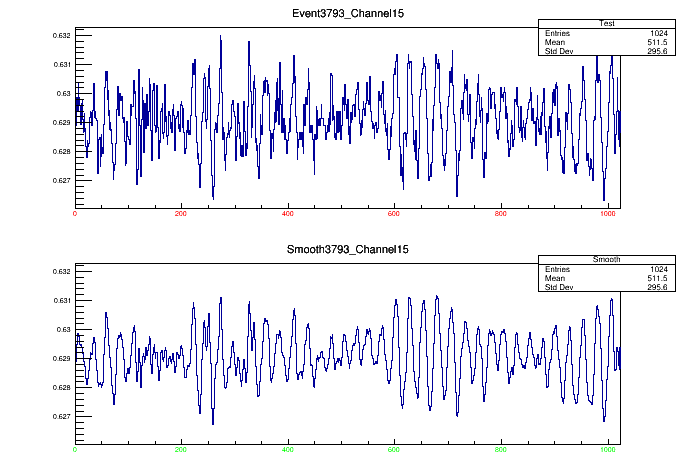 Event3793_Channel15
Test
Entries 1024
Mean 511.5
Std Dev 295.6
0.632
0.631
0.63
0.629
0.628
0.627
0 200 400 600 800 1000
Smooth3793_Channel15
Smooth
Entries 1024
Mean 511.5
Std Dev 295.6
0.632
0.631
0.63
0.629
0.628
0.627
0 200 400 600 800 1000